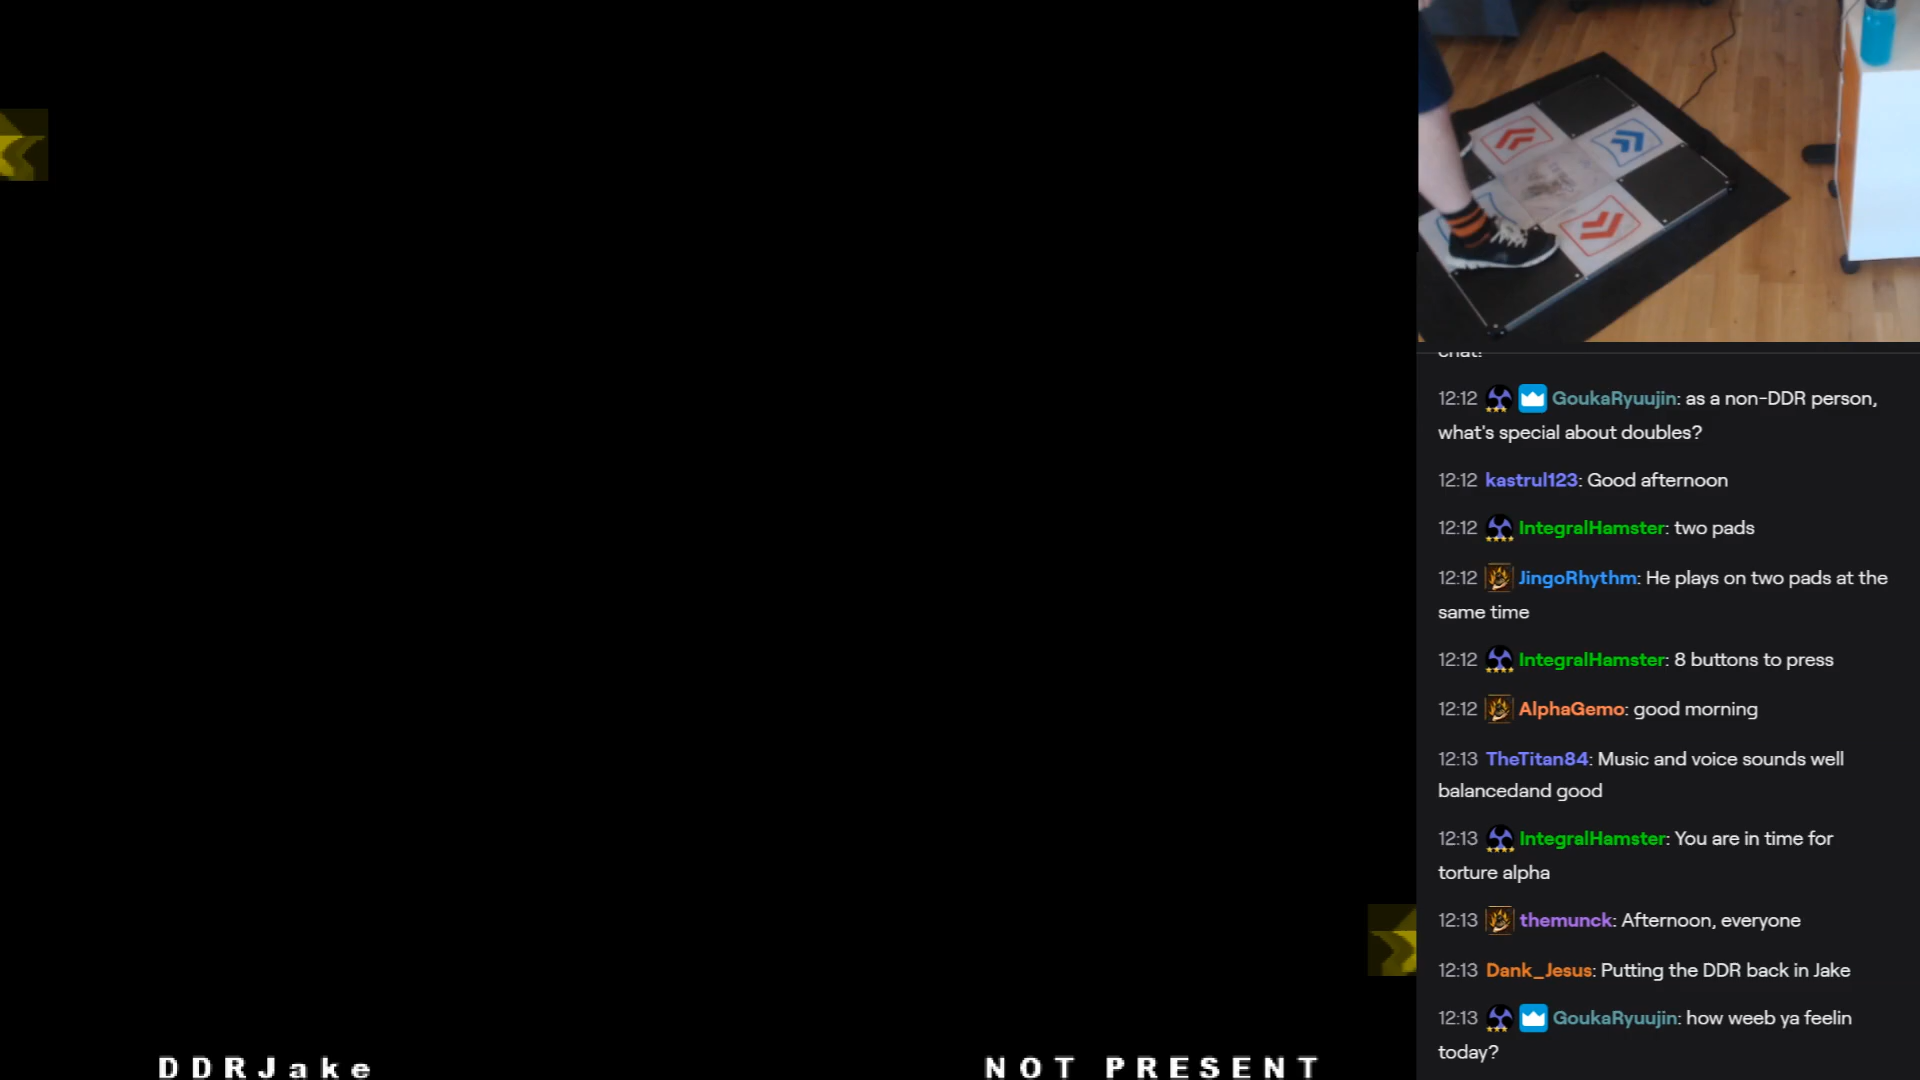 chat!
12:12 GoukaRyuujin: as a non-DDR person,
what's special about doubles?
12:12 kastrul123: Good afternoon
12:12 IntegralHamster: two pads
12:12 JingoRhythm: He plays on two pads at the
same time
12:12 IntegralHamster: 8 buttons to press
12:12 AlphaGemo: good morning
12:13 TheTitan84: Music and voice sounds well
balancedand good
12:13 IntegralHamster: You are in time for
torture alpha
12:13 themunck: Afternoon, everyone
12:13 Dank_Jesus: Putting the DDR back in Jake
12:13 GoukaRyuujin: how weeb ya feelin
today?
DDRJake
NOT PRESENT